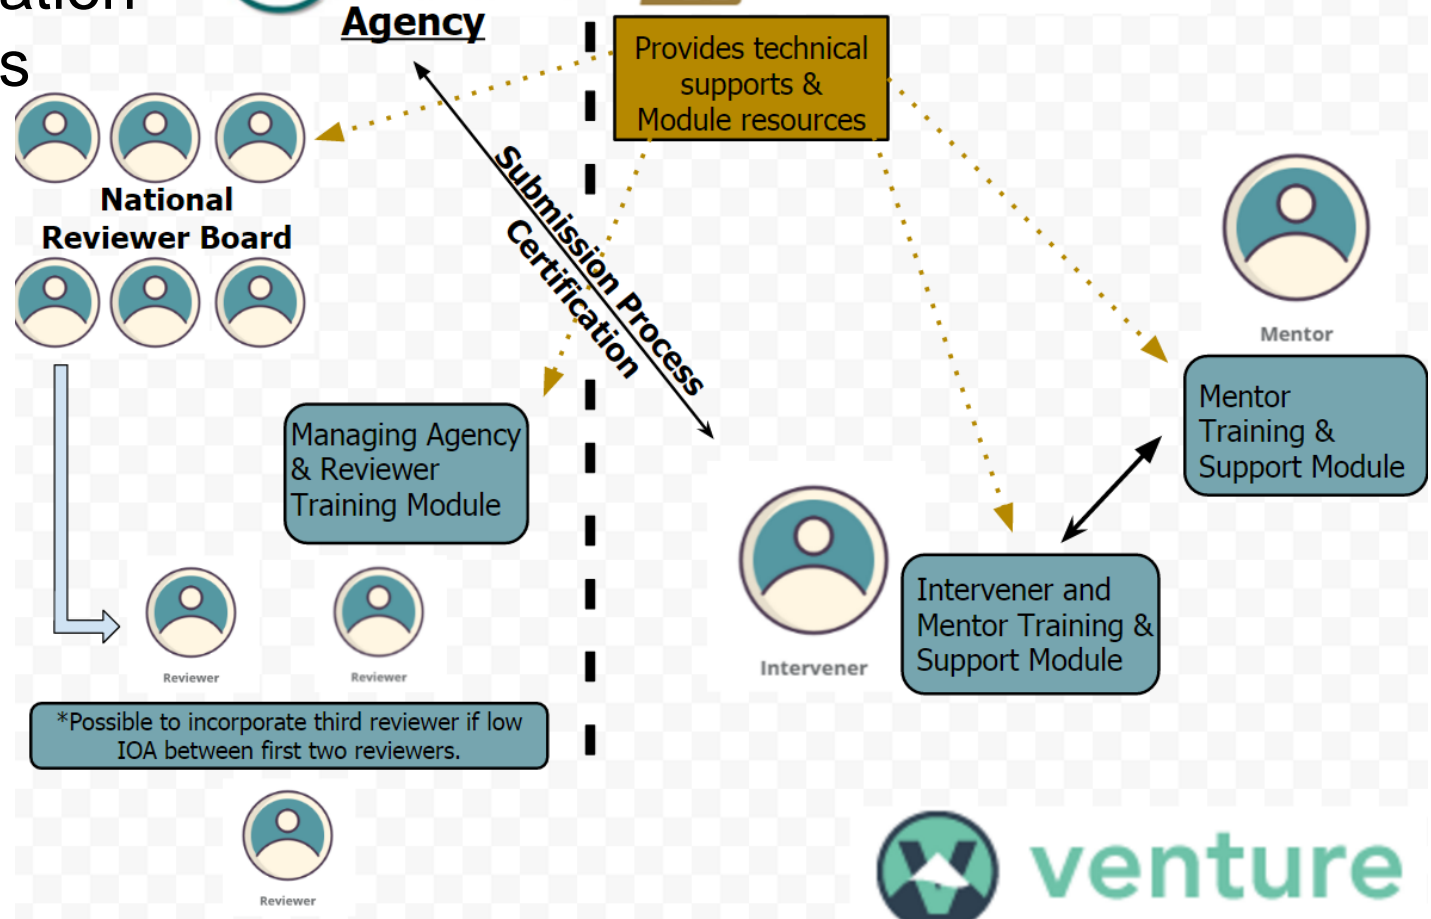 ation
s
Agency
Provides technical
supports &
Module resources
National
Reviewer Board
Submission Process
Certification
Mentor
Mentor
Training &
Support Module
Managing Agency
& Reviewer
Training Module
Intervener
Intervener and
Mentor Training &
Support Module
Reviewer
Reviewer
*Possible to incorporate third reviewer if low
IOA between first two reviewers.
Reviewer
venture